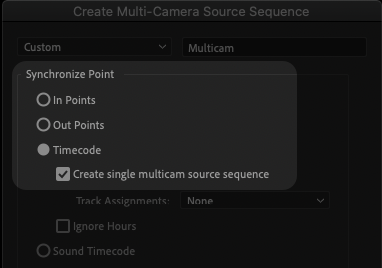 Create Multi-Camera Source Sequence
Custom Multicam
Synchronize Point
In Points
Out Points
Timecode
Create single multicam source sequence
Track Assignments: None
Ignore Hours
Sound Timecode